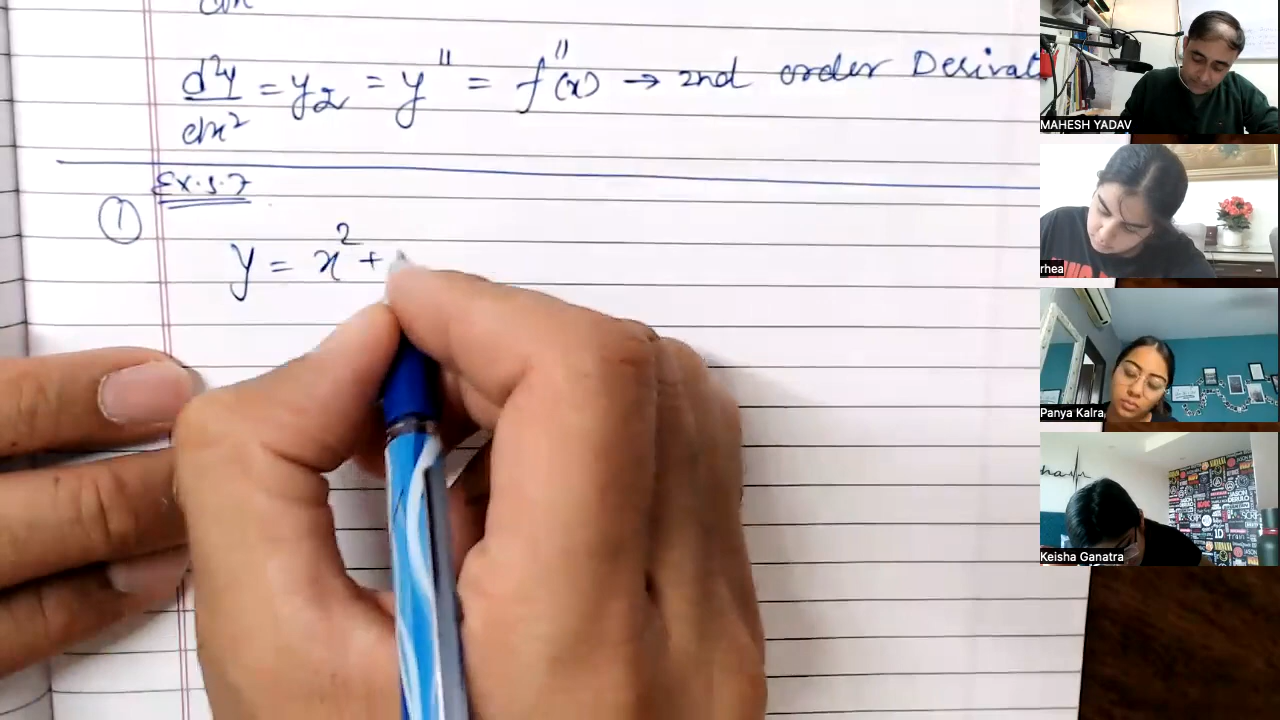 d²y/dx² = y₂ = y'' = f''(x) → 2nd order Derivat
Ex.5.7
① y = x² +
MAHESH YADAV
rhea
Panya Kalra
Keisha Ganatra